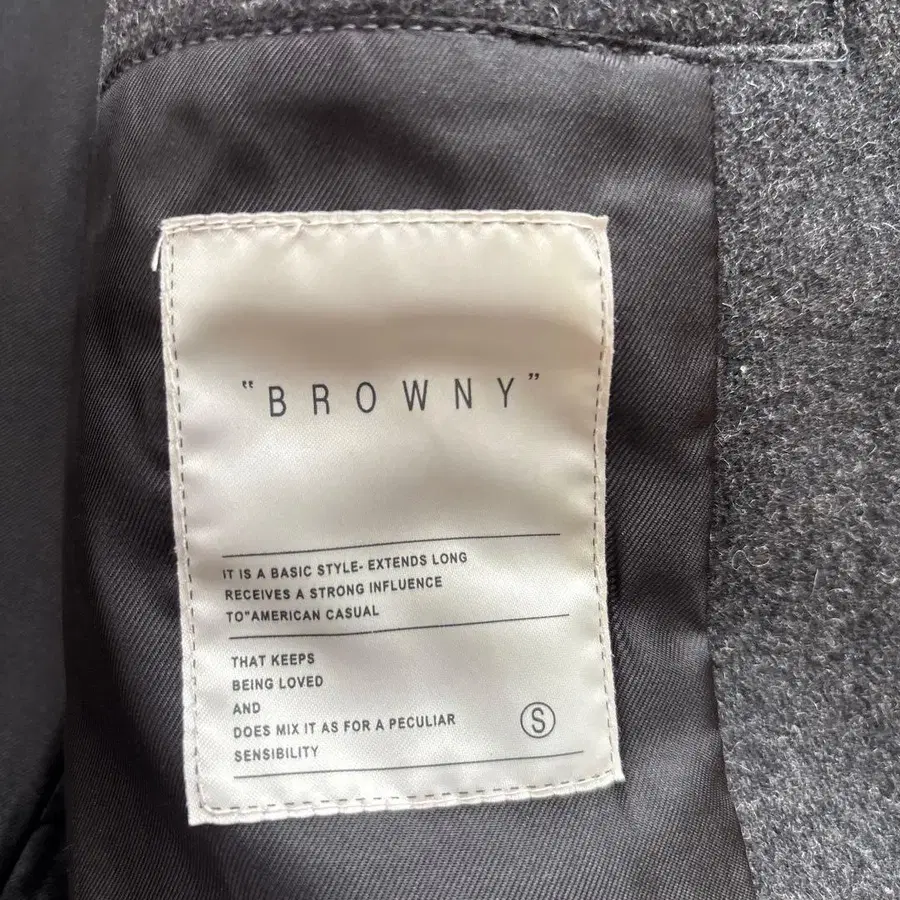 "BROWNY"
IT IS A BASIC STYLE- EXTENDS LONG
RECEIVES A STRONG INFLUENCE
TO"AMERICAN CASUAL
THAT KEEPS
BEING LOVED
AND
DOES MIX IT AS FOR A PECULIAR
SENSIBILITY
S